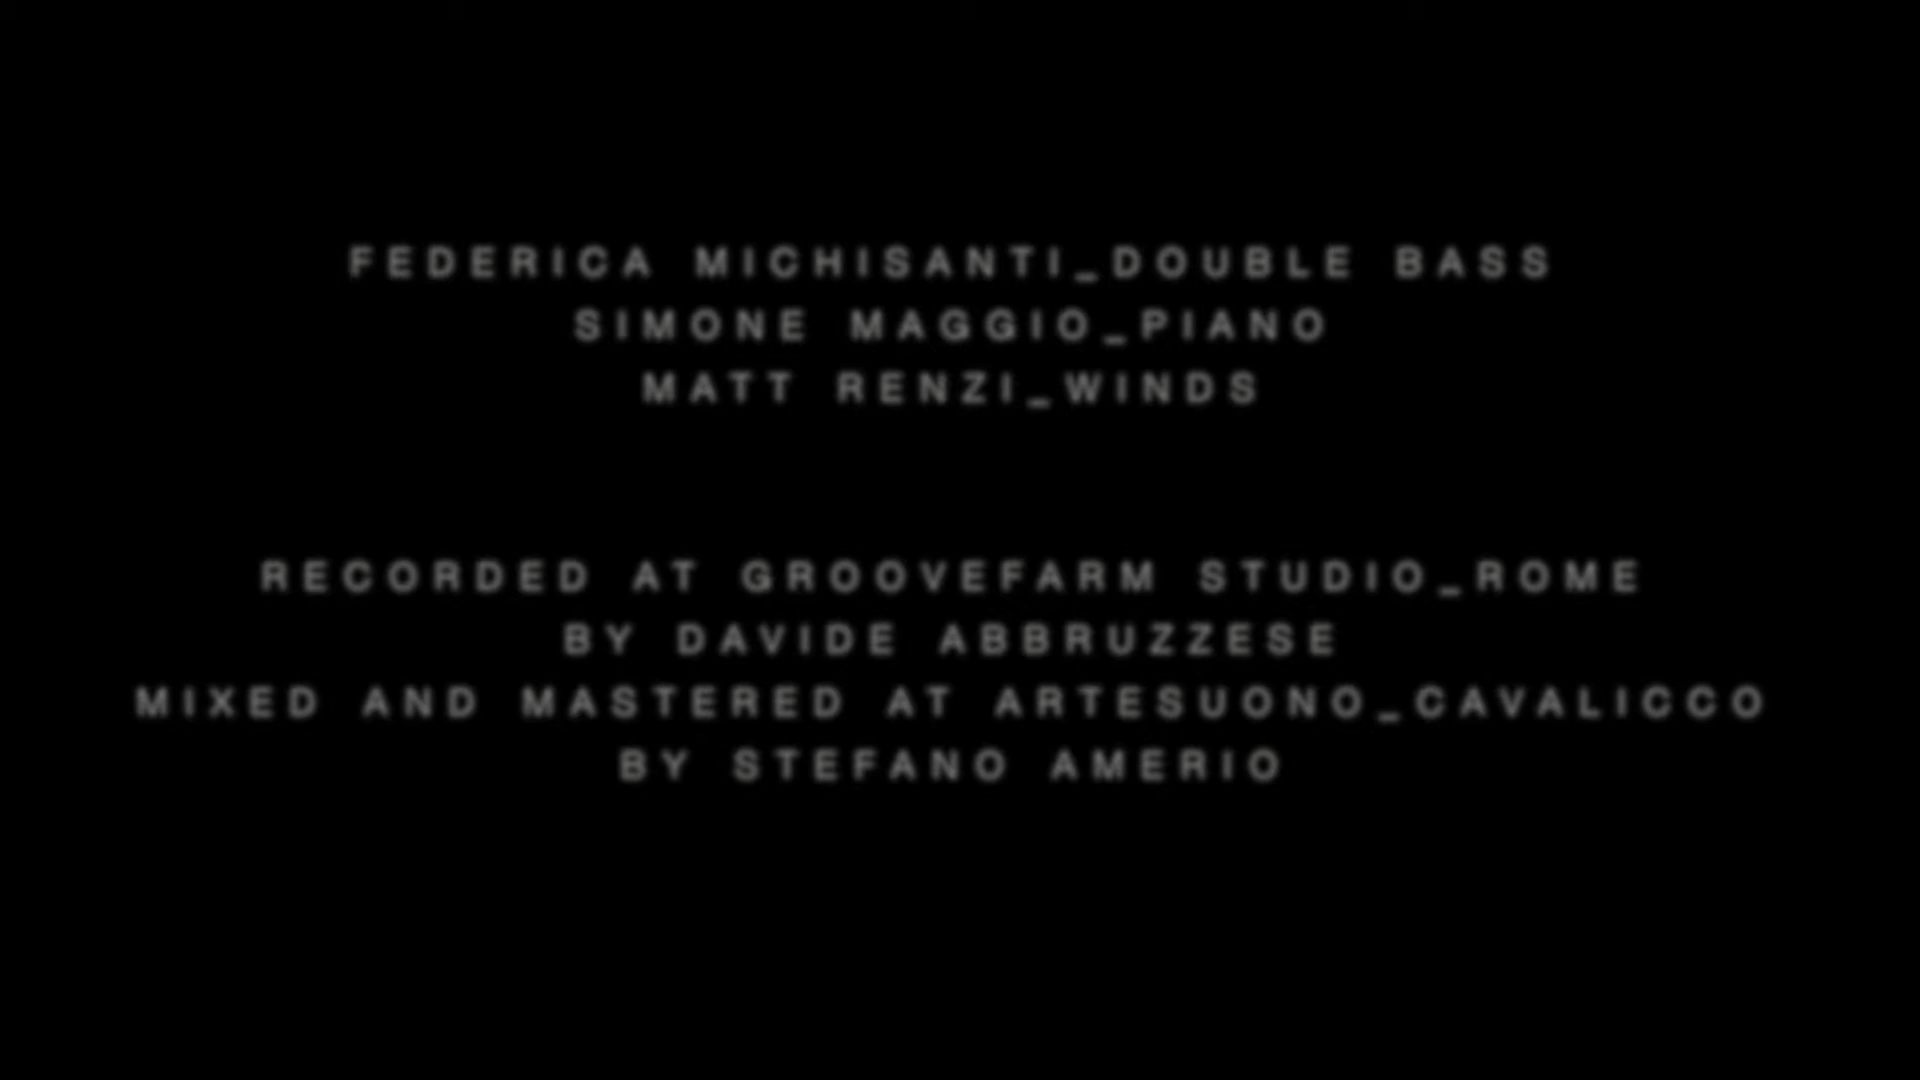 FEDERICA MICHISANTI_DOUBLE BASS
SIMONE MAGGIO_PIANO
MATT RENZI_WINDS
RECORDED AT GROOVEFARM STUDIO_ROME
BY DAVIDE ABBRUZZESE
MIXED AND MASTERED AT ARTESUONO_CAVALICCO
BY STEFANO AMERIO